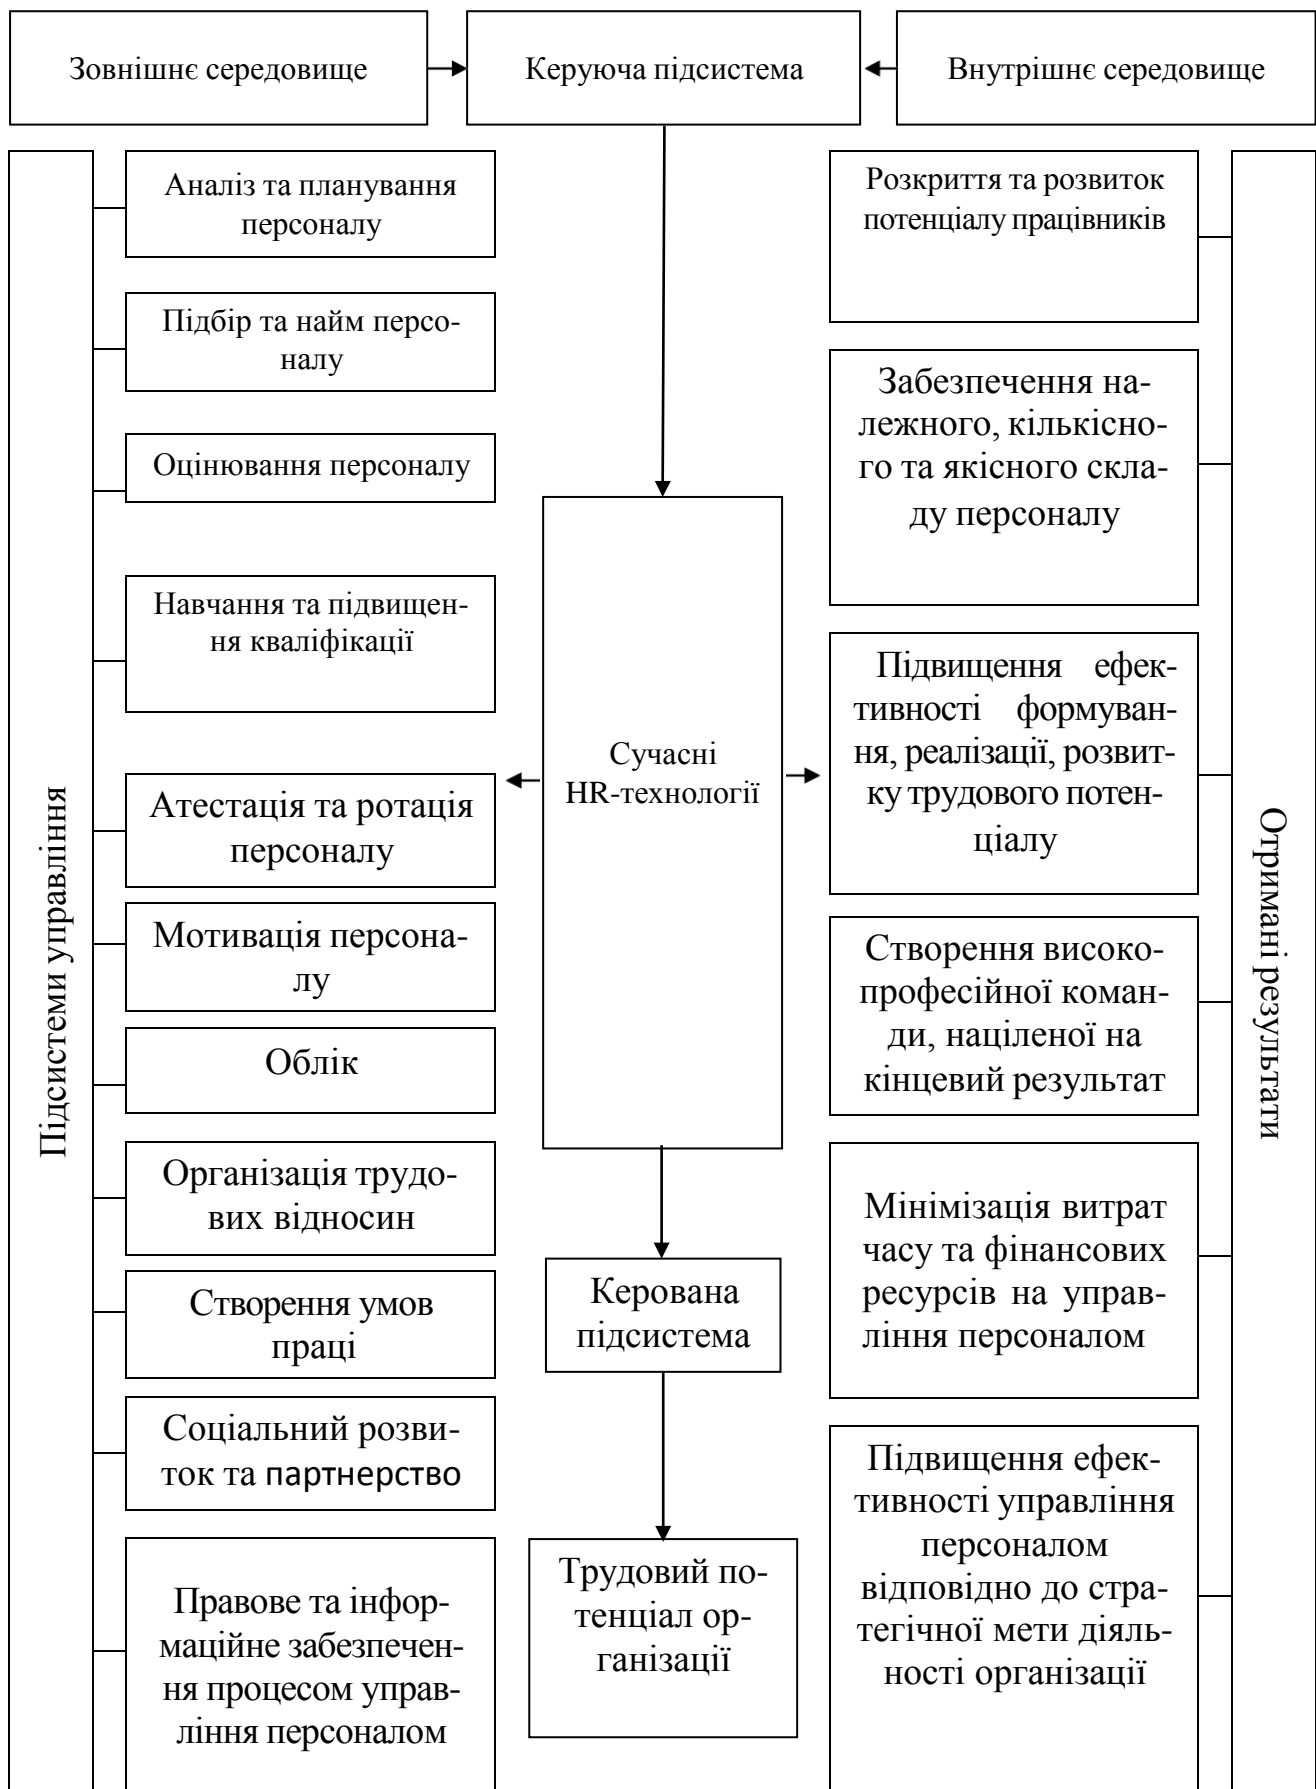 Зовнішнє середовище
Керуюча підсистема
Внутрішнє середовище
Підсистеми управління
Аналіз та планування
персоналу
Підбір та найм персо-
налу
Оцінювання персоналу
Навчання та підвищен-
ня кваліфікації
Атестація та ротація
персоналу
Мотивація персона-
лу
Облік
Організація трудо-
вих відносин
Створення умов
праці
Соціальний розви-
ток та партнерство
Правове та інфор-
маційне забезпечен-
ня процесом управ-
ління персоналом
Сучасні
HR-технології
Керована
підсистема
Трудовий по-
тенціал ор-
ганізації
Розкриття та розвиток
потенціалу працівників
Забезпечення на-
лежного, кількісно-
го та якісного скла-
ду персоналу
Підвищення ефек-
тивності формуван-
ня, реалізації, розвит-
ку трудового потен-
ціалу
Створення високо-
професійної коман-
ди, націленої на
кінцевий результат
Мінімізація витрат
часу та фінансових
ресурсів на управ-
ління персоналом
Підвищення ефек-
тивності управління
персоналом
відповідно до стра-
тегічної мети діяль-
ності організації
Отримані результати